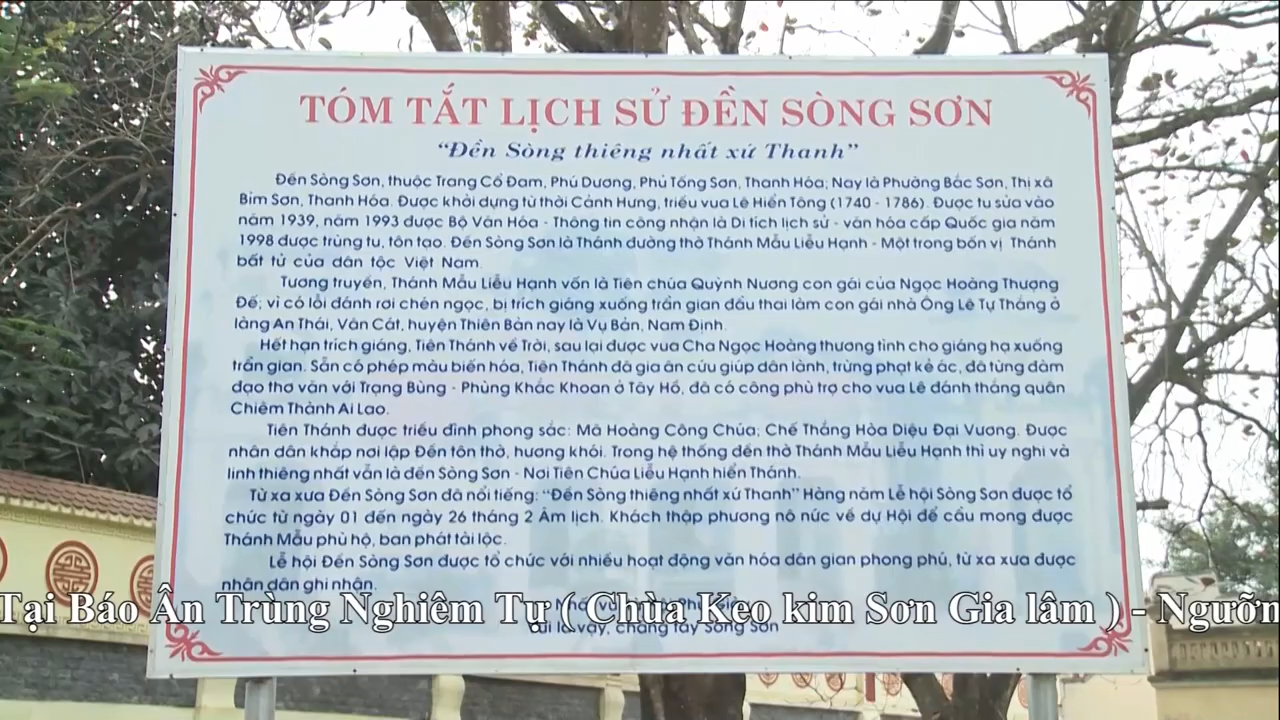 TÓM TẮT LỊCH SỬ ĐỀN SÒNG SƠN
“Đền Sòng thiêng nhất xứ Thanh”
Đền Sòng Sơn, thuộc Trang Cổ Đam, Phú Dương, Phủ Tống Sơn, Thanh Hóa; Nay là Phường Bắc Sơn, Thị xã
Bỉm Sơn, Thanh Hóa. Được khởi dựng từ thời Cảnh Hưng, triều vua Lê Hiển Tông (1740 - 1786). Được tu sửa vào
năm 1939, năm 1993 được Bộ Văn Hóa - Thông tin công nhận là Di tích lịch sử - văn hóa cấp Quốc gia năm
1998 được trùng tu, tôn tạo. Đền Sòng Sơn là Thánh đường thờ Thánh Mẫu Liễu Hạnh - Một trong bốn vị Thánh
bất tử của dân tộc Việt Nam.
Tương truyền, Thánh Mẫu Liễu Hạnh vốn là Tiên chúa Quỳnh Nương con gái của Ngọc Hoàng Thượng
Đế; vì có lỗi đánh rơi chén ngọc, bị trích giáng xuống trần gian đầu thai làm con gái nhà Ông Lê Tự Thắng ở
làng An Thái, Vân Cát, huyện Thiên Bản nay là Vụ Bản, Nam Định.
Hết hạn trích giáng, Tiên Thánh về Trời, sau lại được vua Cha Ngọc Hoàng thương tình cho giáng hạ xuống
trần gian. Sẵn có phép màu biến hóa, Tiên Thánh đã gia ân cứu giúp dân lành, trừng phạt kẻ ác, đã từng đàm
đạo thơ văn với Trạng Bùng - Phùng Khắc Khoan ở Tây Hồ, đã có công phù trợ cho vua Lê đánh thắng quân
Chiêm Thành Ai Lao.
Tiên Thánh được triều đình phong sắc: Mã Hoàng Công Chúa; Chế Thắng Hòa Diệu Đại Vương. Được
nhân dân khắp nơi lập Đền tôn thờ, hương khói. Trong hệ thống đền thờ Thánh Mẫu Liễu Hạnh thì uy nghi và
linh thiêng nhất vẫn là đền Sòng Sơn - Nơi Tiên Chúa Liễu Hạnh hiển Thánh.
Từ xa xưa Đền Sòng Sơn đã nổi tiếng: “Đền Sòng thiêng nhất xứ Thanh” Hàng năm Lễ hội Sòng Sơn được tổ
chức từ ngày 01 đến ngày 26 tháng 2 Âm lịch. Khách thập phương nô nức về dự Hội để cầu mong được
Thánh Mẫu phù hộ, ban phát tài lộc.
Lễ hội Đền Sòng Sơn được tổ chức với nhiều hoạt động văn hóa dân gian phong phú, từ xa xưa được
nhân dân ghi nhận.
Tại Báo Ân Trùng Nghiêm Tự ( Chùa Keo kim Sơn Gia lâm ) - Nguỡn
vậy, chẳng tày Sòng Sơn